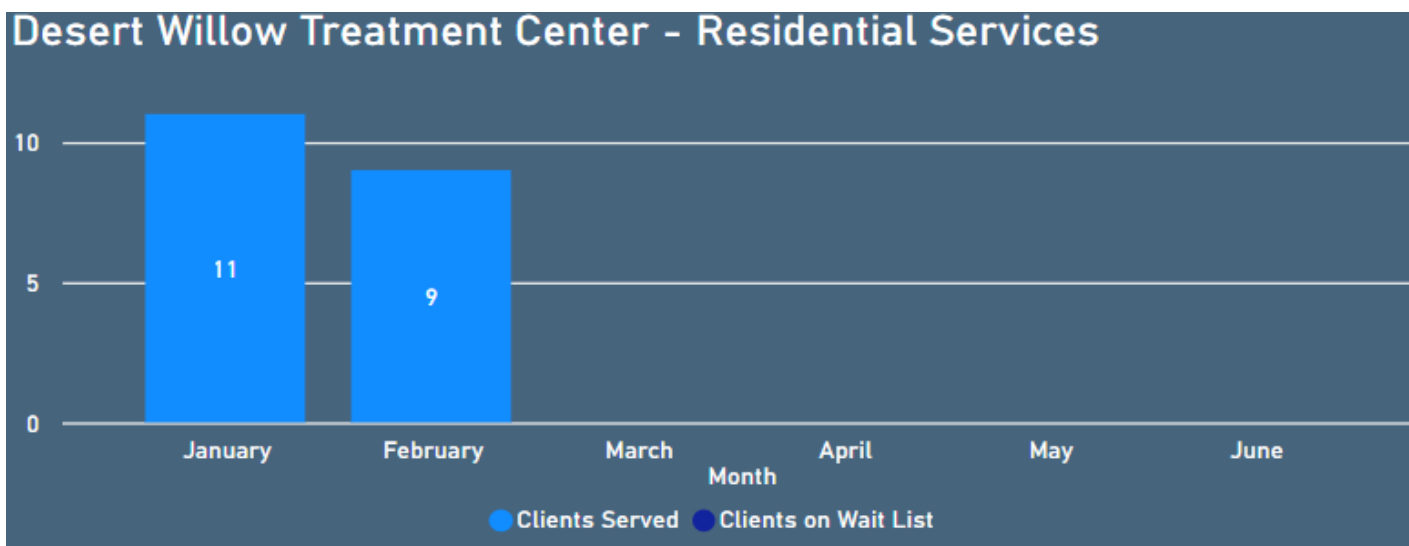 Desert Willow Treatment Center - Residential Services
10
11
5
9
0
January February March April May June
Month
Clients Served Clients on Wait List